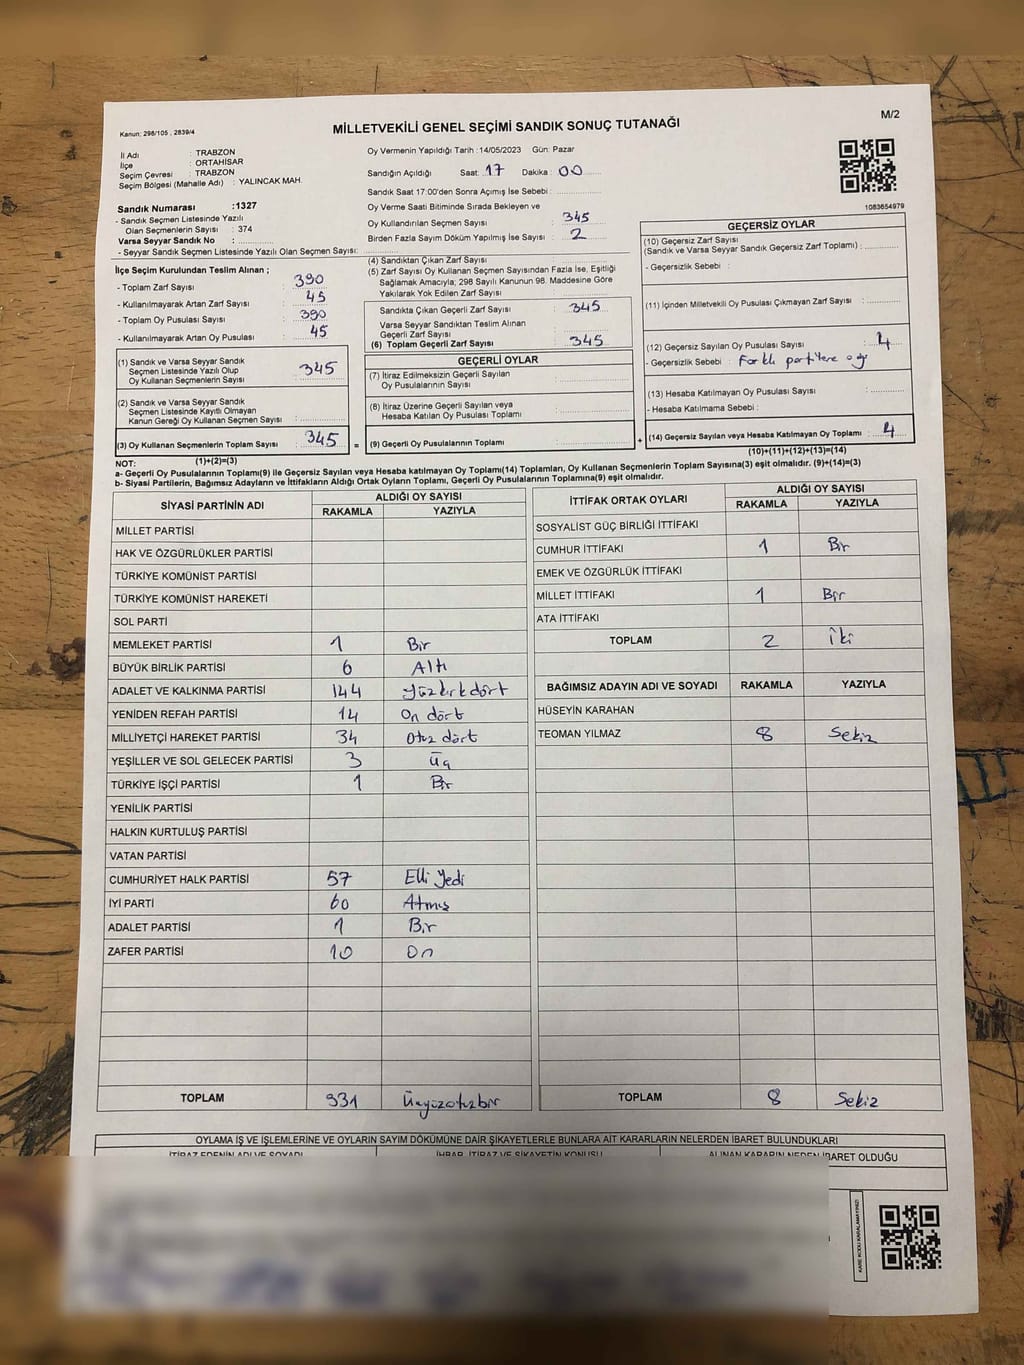 Kanun: 298/105 , 2839/4
MİLLETVEKİLİ GENEL SEÇİMİ SANDIK SONUÇ TUTANAĞI
M/2
İl Adı : TRABZON
İlçe : ORTAHİSAR
Seçim Çevresi : TRABZON
Seçim Bölgesi (Mahalle Adı) : YALINCAK MAH.
Sandık Numarası :1327
- Sandık Seçmen Listesinde Yazılı
Olan Seçmenlerin Sayısı : 374
Varsa Seyyar Sandık No :
- Seyyar Sandık Seçmen Listesinde Yazılı Olan Seçmen Sayısı:
Oy Vermenin Yapıldığı Tarih :14/05/2023 Gün: Pazar
Sandığın Açıldığı Saat: 17 Dakika: 00
Sandık Saat 17:00'den Sonra Açımış İse Sebebi :
Oy Verme Saati Bitiminde Sırada Bekleyen ve
Oy Kullandırılan Seçmen Sayısı : 345
Birden Fazla Sayım Döküm Yapılmış İse Sayısı : 2
1083654979
İlçe Seçim Kurulundan Teslim Alınan ;
- Toplam Zarf Sayısı : 390
- Kullanılmayarak Artan Zarf Sayısı : 45
- Toplam Oy Pusulası Sayısı : 390
- Kullanılmayarak Artan Oy Pusulası : 45
(4) Sandıktan Çıkan Zarf Sayısı :
(5) Zarf Sayısı Oy Kullanan Seçmen Sayısından Fazla İse, Eşitliği
Sağlamak Amacıyla; 298 Sayılı Kanunun 98. Maddesine Göre
Yakılarak Yok Edilen Zarf Sayısı :
Sandıkta Çıkan Geçerli Zarf Sayısı : 345
Varsa Seyyar Sandıktan Teslim Alınan
Geçerli Zarf Sayısı :
(6) Toplam Geçerli Zarf Sayısı : 345
GEÇERSİZ OYLAR
(10) Geçersiz Zarf Sayısı
(Sandık ve Varsa Seyyar Sandık Geçersiz Zarf Toplamı) :
- Geçersizlik Sebebi :
(11) İçinden Milletvekili Oy Pusulası Çıkmayan Zarf Sayısı :
(12) Geçersiz Sayılan Oy Pusulası Sayısı : 4
- Geçersizlik Sebebi : Farklı partilere oy
(13) Hesaba Katılmayan Oy Pusulası Sayısı :
- Hesaba Katılmama Sebebi :
(14) Geçersiz Sayılan veya Hesaba Katılmayan Oy Toplamı : 4
(10)+(11)+(12)+(13)=(14)
(1) Sandık ve Varsa Seyyar Sandık
Seçmen Listesinde Yazılı Olup
Oy Kullanan Seçmenlerin Sayısı : 345
(2) Sandık ve Varsa Seyyar Sandık
Seçmen Listesinde Kayıtlı Olmayan
Kanun Gereği Oy Kullanan Seçmen Sayısı :
(3) Oy Kullanan Seçmenlerin Toplam Sayısı : 345 =
(1)+(2)=(3)
GEÇERLİ OYLAR
(7) İtiraz Edilmeksizin Geçerli Sayılan
Oy Pusulalarının Sayısı :
(8) İtiraz Üzerine Geçerli Sayılan veya
Hesaba Katılan Oy Pusulası Toplamı :
(9) Geçerli Oy Pusulalarının Toplamı : +
NOT:
a- Geçerli Oy Pusulalarının Toplamı(9) ile Geçersiz Sayılan veya Hesaba katılmayan Oy Toplamı(14) Toplamları, Oy Kullanan Seçmenlerin Toplam Sayısına(3) eşit olmalıdır. (9)+(14)=(3)
b- Siyasi Partilerin, Bağımsız Adayların ve İttifakların Aldığı Ortak Oyların Toplamı, Geçerli Oy Pusulalarının Toplamına(9) eşit olmalıdır.
SİYASİ PARTİNİN ADI ALDIĞI OY SAYISI
RAKAMLA YAZIYLA
MİLLET PARTİSİ
HAK VE ÖZGÜRLÜKLER PARTİSİ
TÜRKİYE KOMÜNİST PARTİSİ
TÜRKİYE KOMÜNİST HAREKETİ
SOL PARTİ
MEMLEKET PARTİSİ 1 Bir
BÜYÜK BİRLİK PARTİSİ 6 Altı
ADALET VE KALKINMA PARTİSİ 144 Yüzkırkdört
YENİDEN REFAH PARTİSİ 14 On dört
MİLLİYETÇİ HAREKET PARTİSİ 34 Otuz dört
YEŞİLLER VE SOL GELECEK PARTİSİ 3 Üç
TÜRKİYE İŞÇİ PARTİSİ 1 Bir
YENİLİK PARTİSİ
HALKIN KURTULUŞ PARTİSİ
VATAN PARTİSİ
CUMHURİYET HALK PARTİSİ 57 Elli Yedi
İYİ PARTİ 60 Atmış
ADALET PARTİSİ 1 Bir
ZAFER PARTİSİ 10 On
TOPLAM 331 Üçyüzotuzbir
İTTİFAK ORTAK OYLARI ALDIĞI OY SAYISI
RAKAMLA YAZIYLA
SOSYALİST GÜÇ BİRLİĞİ İTTİFAKI
CUMHUR İTTİFAKI 1 Bir
EMEK VE ÖZGÜRLÜK İTTİFAKI
MİLLET İTTİFAKI 1 Bir
ATA İTTİFAKI
TOPLAM 2 İki
BAĞIMSIZ ADAYIN ADI VE SOYADI RAKAMLA YAZIYLA
HÜSEYİN KARAHAN
TEOMAN YILMAZ 8 Sekiz
TOPLAM 8 Sekiz
OYLAMA İŞ VE İŞLEMLERİNE VE OYLARIN SAYIM DÖKÜMÜNE DAİR ŞİKAYETLERLE BUNLARA AİT KARARLARIN NELERDEN İBARET BULUNDUKLARI
İTİRAZ EDENİN ADI VE SOYADI İHBAR, İTİRAZ VE ŞİKAYETİN KONUSU ALINAN KARARIN NEDEN İBARET OLDUĞU
KARE KODU KARALAMAYINIZ!